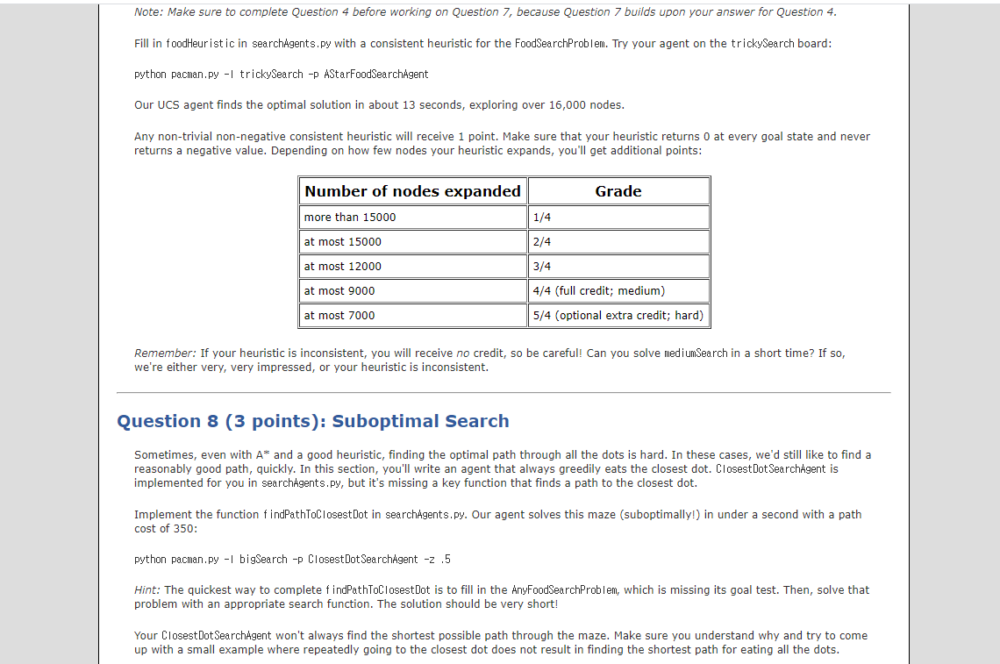 Note: Make sure to complete Question 4 before working on Question 7, because Question 7 builds upon your answer for Question 4.
Fill in foodHeuristic in searchAgents.py with a consistent heuristic for the FoodSearchProblem. Try your agent on the trickySearch board:
python pacman.py -l trickySearch -p AStarFoodSearchAgent
Our UCS agent finds the optimal solution in about 13 seconds, exploring over 16,000 nodes.
Any non-trivial non-negative consistent heuristic will receive 1 point. Make sure that your heuristic returns 0 at every goal state and never
returns a negative value. Depending on how few nodes your heuristic expands, you'll get additional points:
Number of nodes expanded Grade
more than 15000 1/4
at most 15000 2/4
at most 12000 3/4
at most 9000 4/4 (full credit; medium)
at most 7000 5/4 (optional extra credit; hard)
Remember: If your heuristic is inconsistent, you will receive no credit, so be careful! Can you solve mediumSearch in a short time? If so,
we're either very, very impressed, or your heuristic is inconsistent.
Question 8 (3 points): Suboptimal Search
Sometimes, even with A* and a good heuristic, finding the optimal path through all the dots is hard. In these cases, we'd still like to find a
reasonably good path, quickly. In this section, you'll write an agent that always greedily eats the closest dot. ClosestDotSearchAgent is
implemented for you in searchAgents.py, but it's missing a key function that finds a path to the closest dot.
Implement the function findPathToClosestDot in searchAgents.py. Our agent solves this maze (suboptimally!) in under a second with a path
cost of 350:
python pacman.py -l bigSearch -p ClosestDotSearchAgent -z .5
Hint: The quickest way to complete findPathToClosestDot is to fill in the AnyFoodSearchProblem, which is missing its goal test. Then, solve that
problem with an appropriate search function. The solution should be very short!
Your ClosestDotSearchAgent won't always find the shortest possible path through the maze. Make sure you understand why and try to come
up with a small example where repeatedly going to the closest dot does not result in finding the shortest path for eating all the dots.